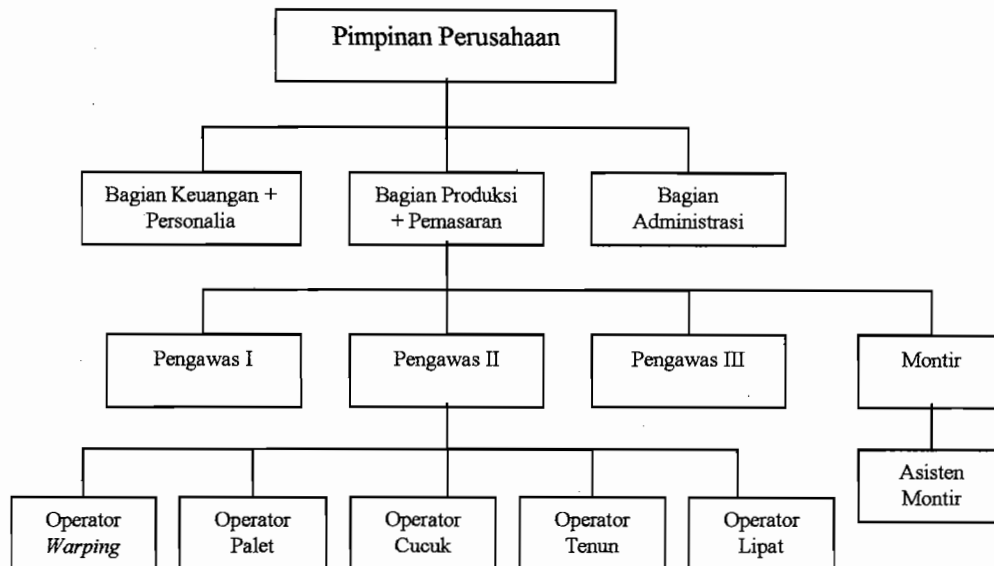 Pimpinan Perusahaan
Bagian Keuangan +
Personalia
Bagian Produksi
+ Pemasaran
Bagian
Administrasi
Pengawas I
Pengawas II
Pengawas III
Montir
Asisten
Montir
Operator
Warping
Operator
Palet
Operator
Cucuk
Operator
Tenun
Operator
Lipat